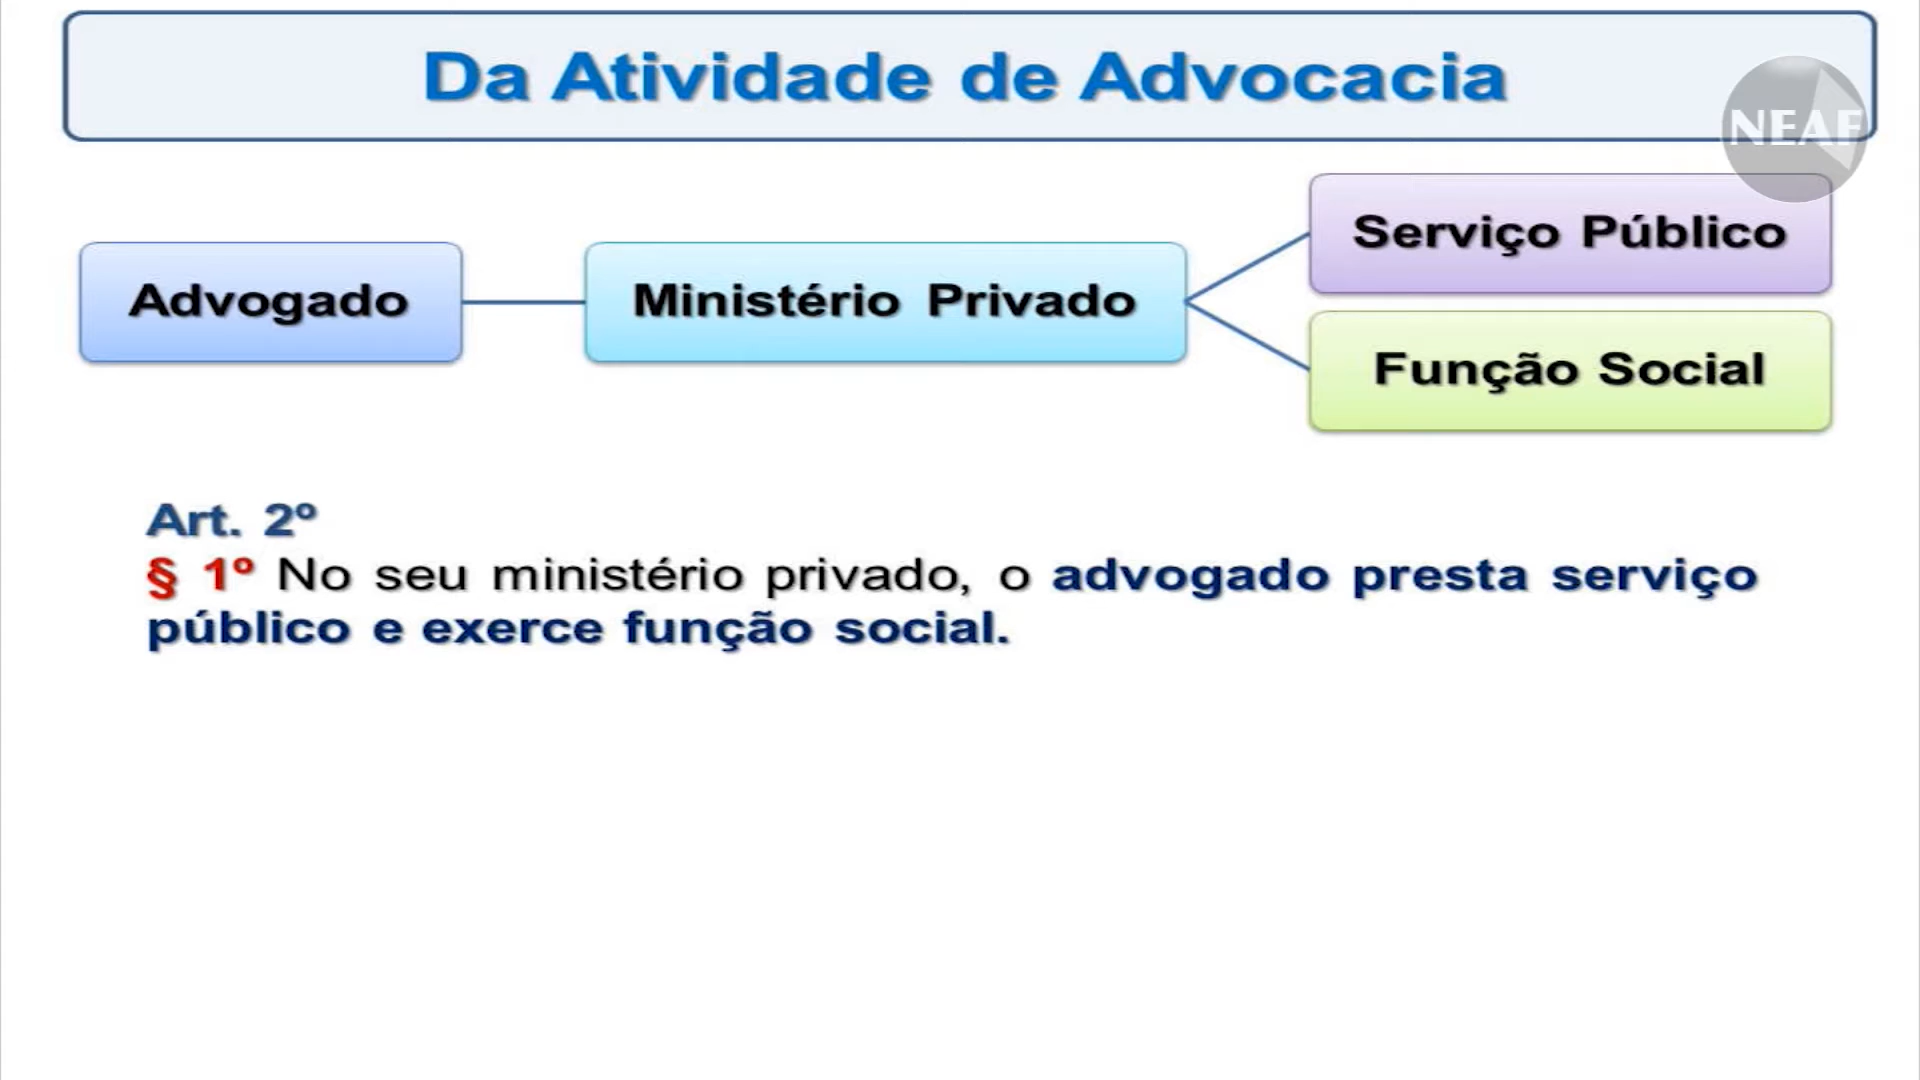 Da Atividade de Advocacia
NEAF
Serviço Público
Advogado
Ministério Privado
Função Social
Art. 2º
§ 1º No seu ministério privado, o advogado presta serviço
público e exerce função social.